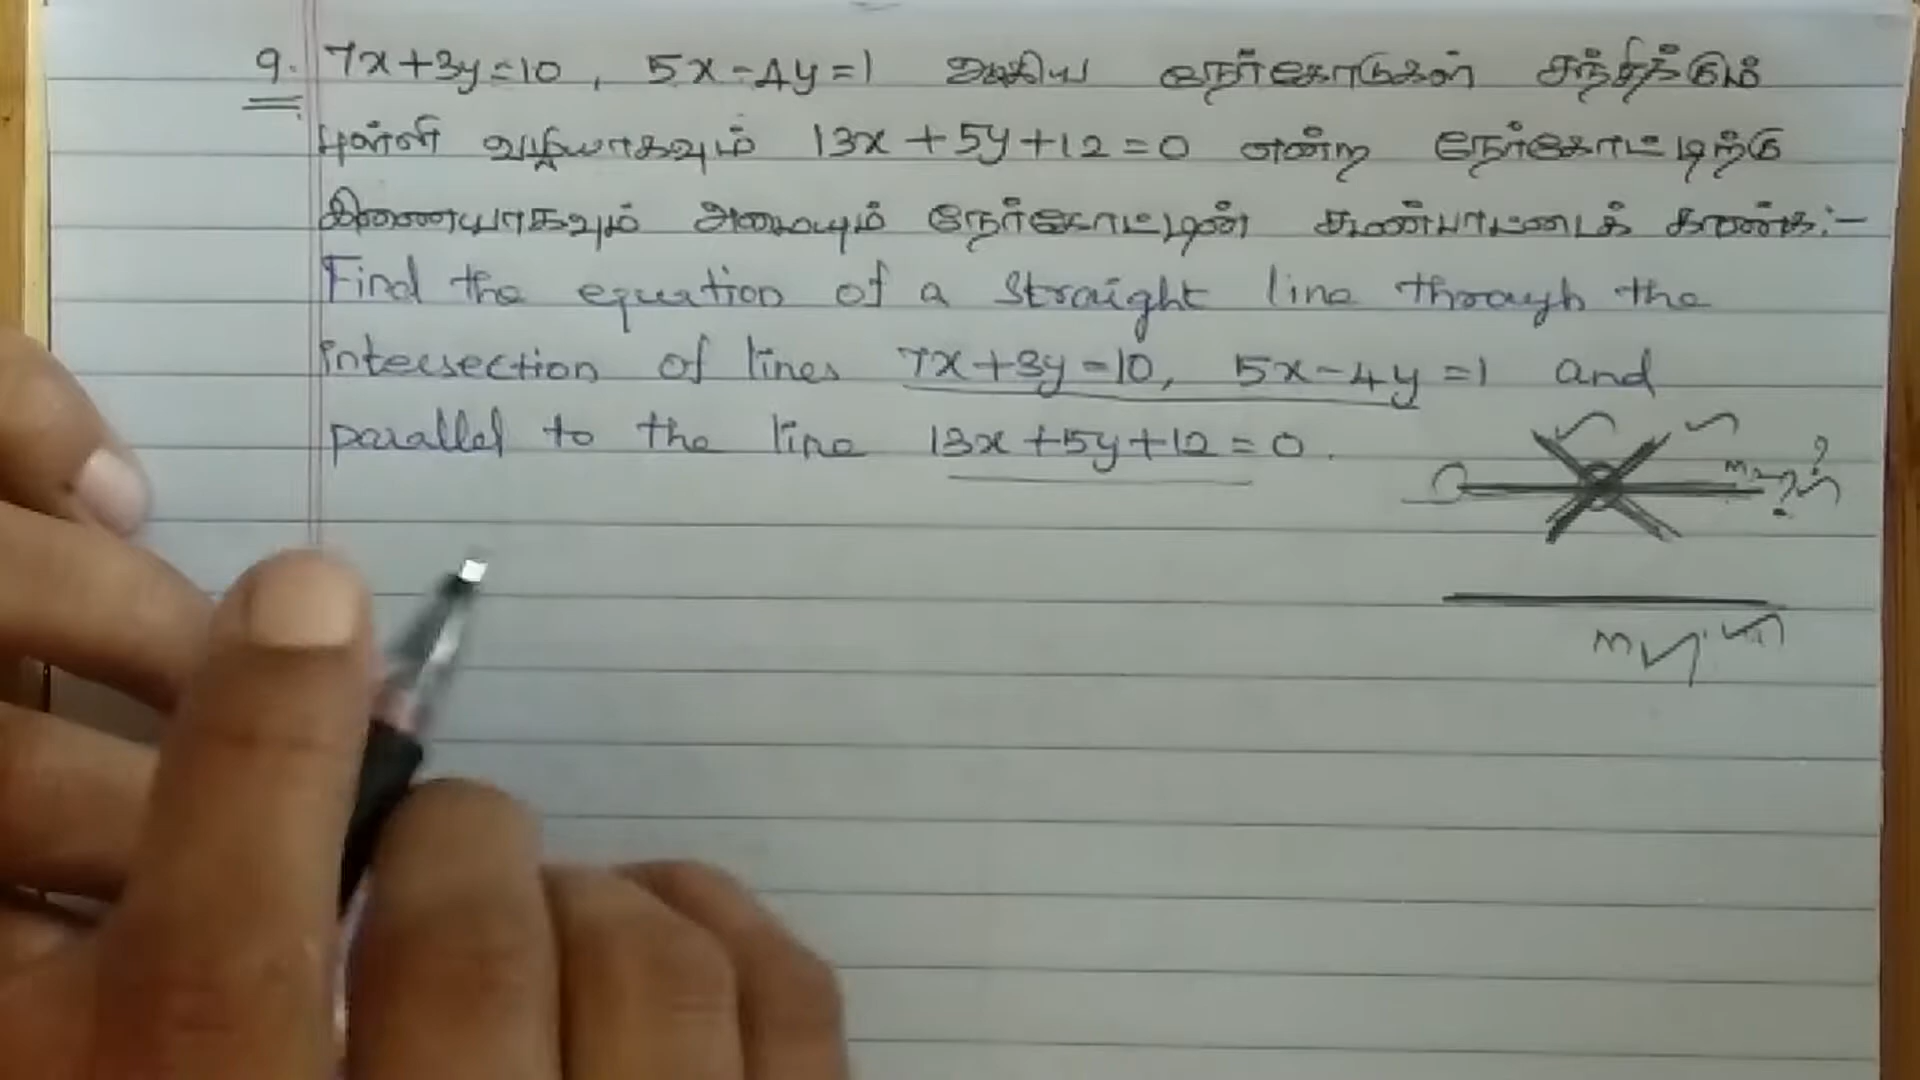 9. 7x+3y=10, 5x-4y=1 ஆகிய நேர்கோடுகள் சந்திக்கும்
புள்ளி வழியாகவும் 13x+5y+12=0 என்ற நேர்கோட்டிற்கு
இணையாகவும் அமையும் நேர்கோட்டின் சமன்பாட்டைக் காண்க:-
Find the equation of a straight line through the
intersection of lines 7x+3y=10, 5x-4y=1 and
parallel to the line 13x+5y+12=0.